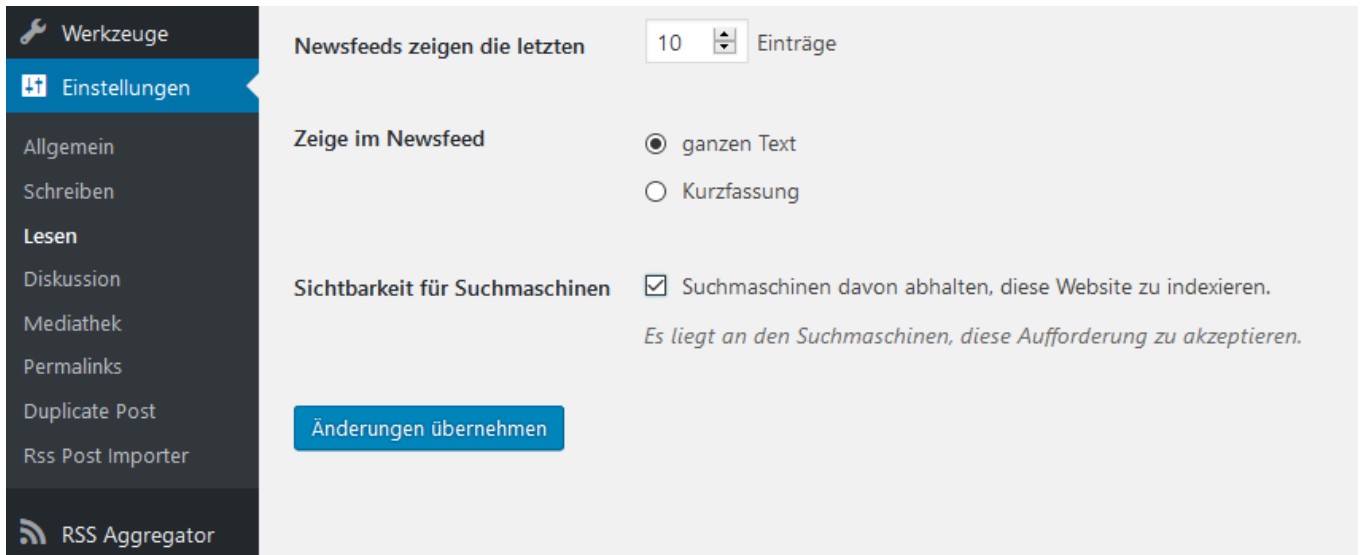 Werkzeuge
Einstellungen
Allgemein
Schreiben
Lesen
Diskussion
Mediathek
Permalinks
Duplicate Post
Rss Post Importer
RSS Aggregator
Newsfeeds zeigen die letzten 10 Einträge
Zeige im Newsfeed ganzen Text
Kurzfassung
Sichtbarkeit für Suchmaschinen Suchmaschinen davon abhalten, diese Website zu indexieren.
Es liegt an den Suchmaschinen, diese Aufforderung zu akzeptieren.
Änderungen übernehmen